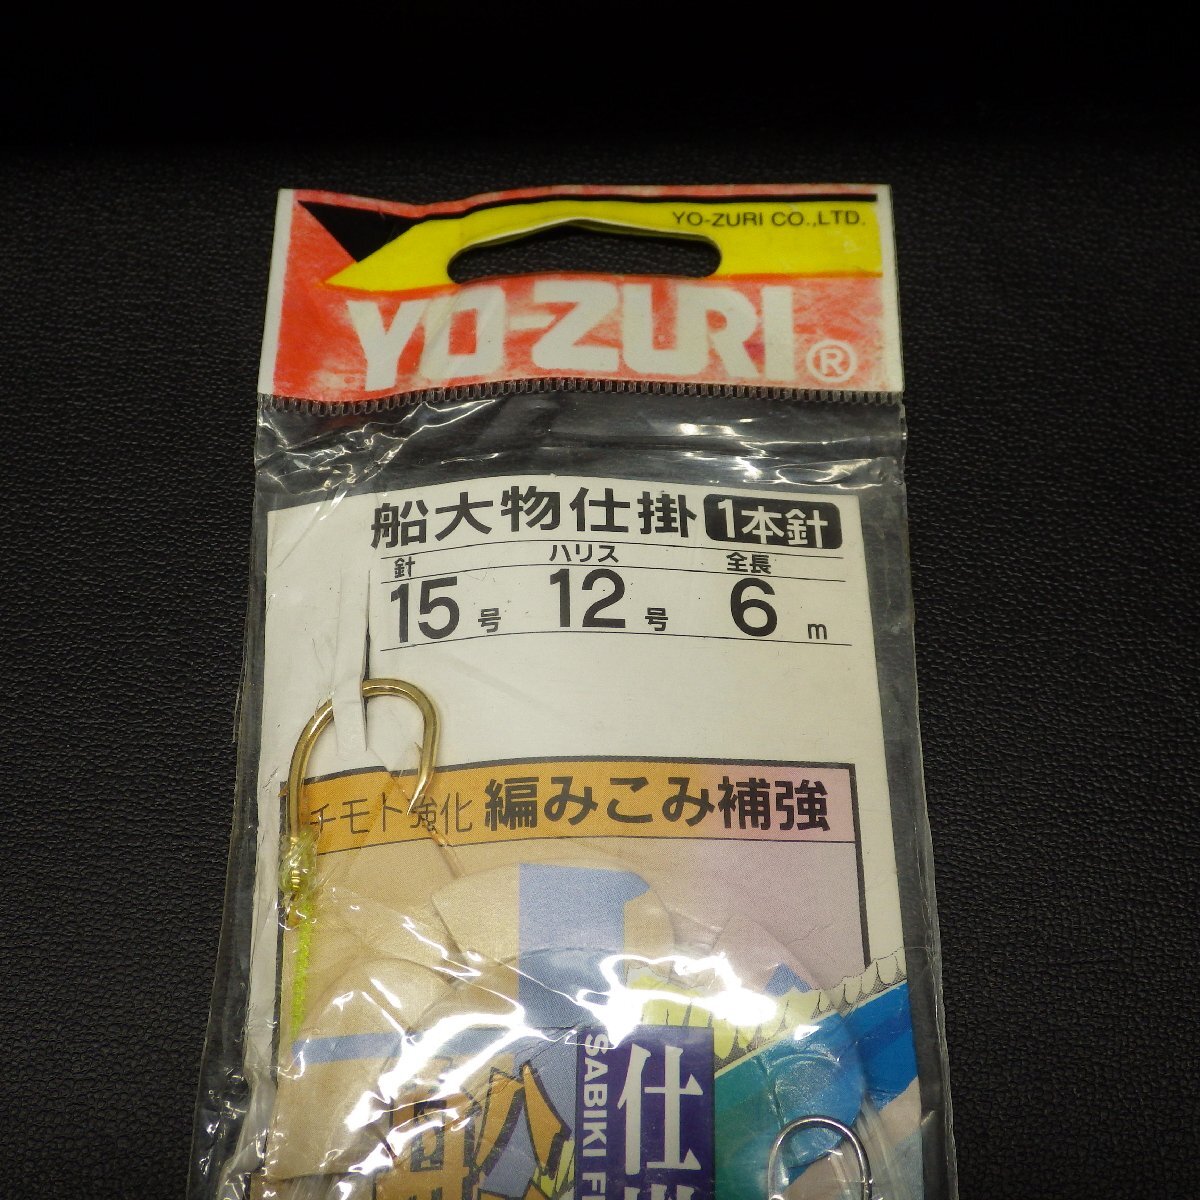 YO-ZURI CO.,LTD.
YO-ZURI®
船大物仕掛 1本針
針 ハリス 全長
15号 12号 6m
チモト強化 編みこみ補強
仕
SABIKI